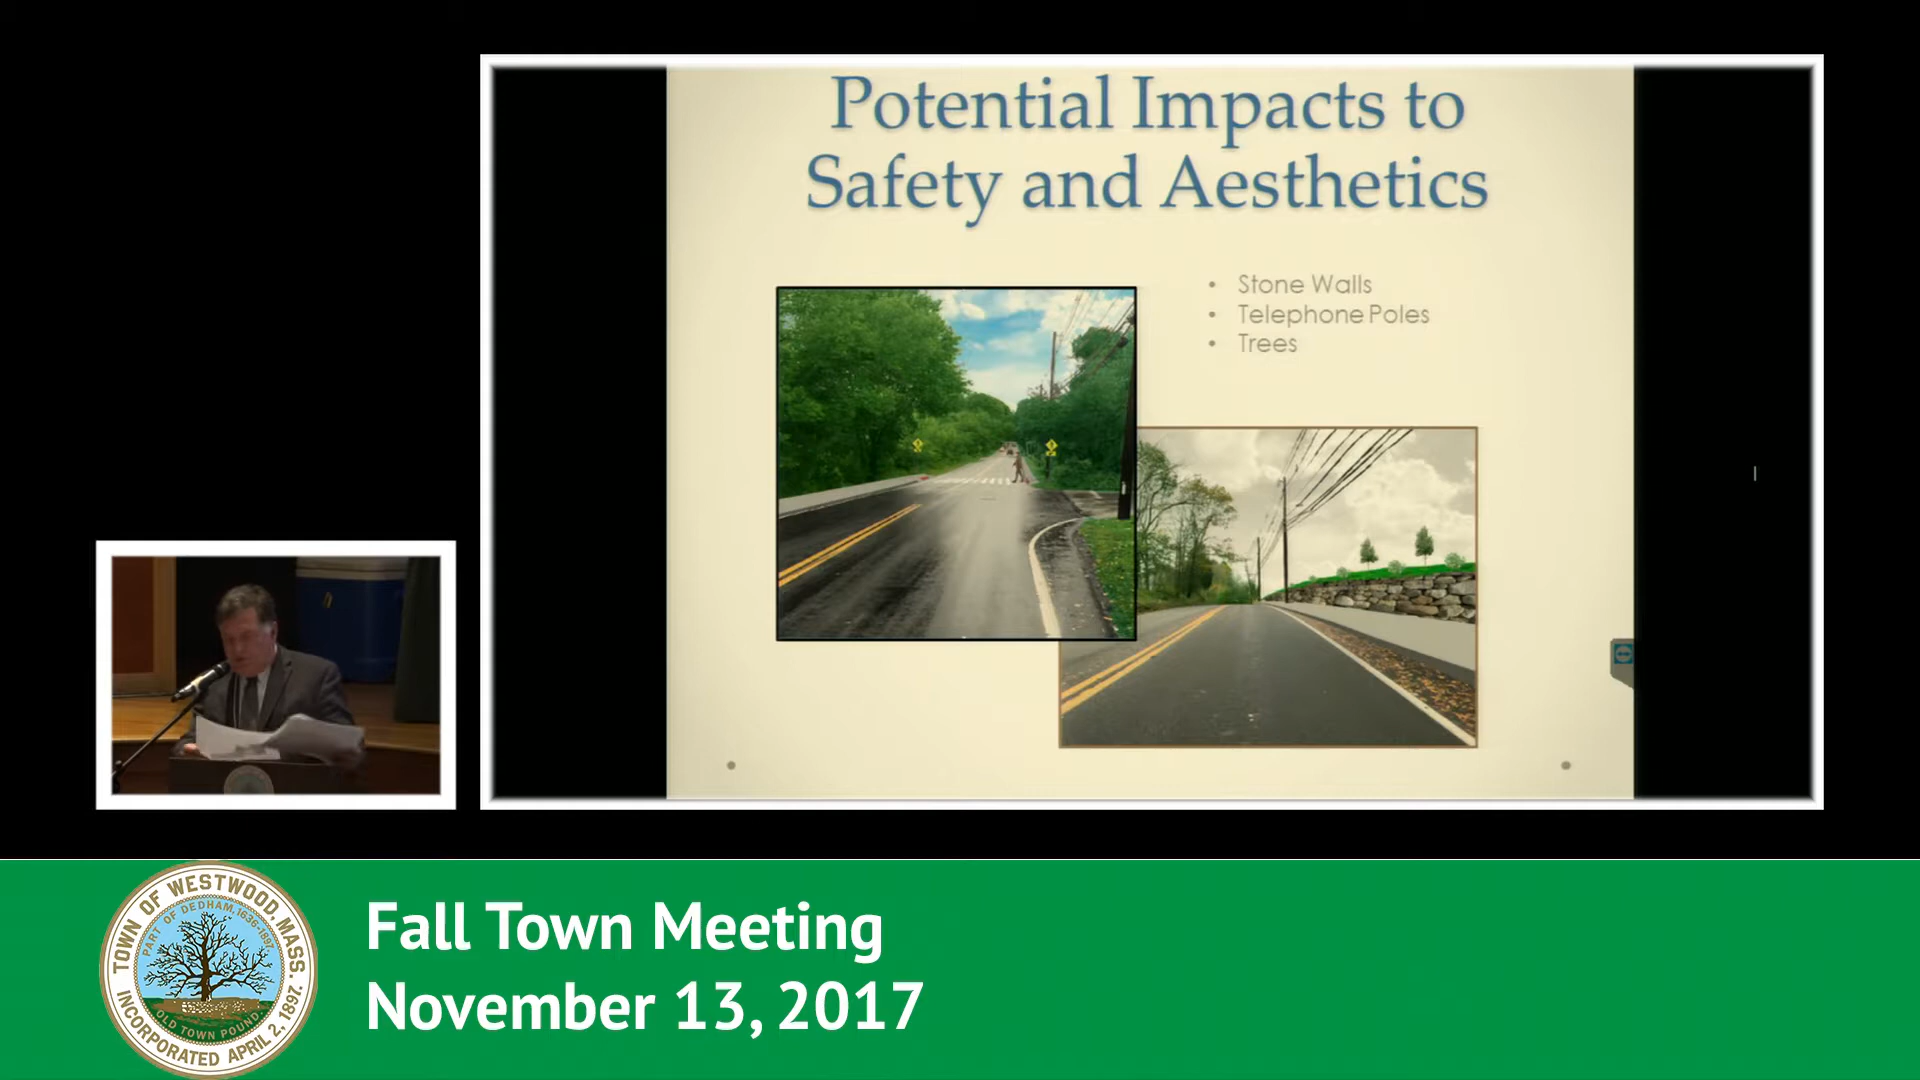 Potential Impacts to
Safety and Aesthetics
• Stone Walls
• Telephone Poles
• Trees
TOWN OF WESTWOOD, MASS.
PART OF DEDHAM, 1636-1897.
OLD TOWN POUND.
INCORPORATED APRIL 2, 1897.
Fall Town Meeting
November 13, 2017